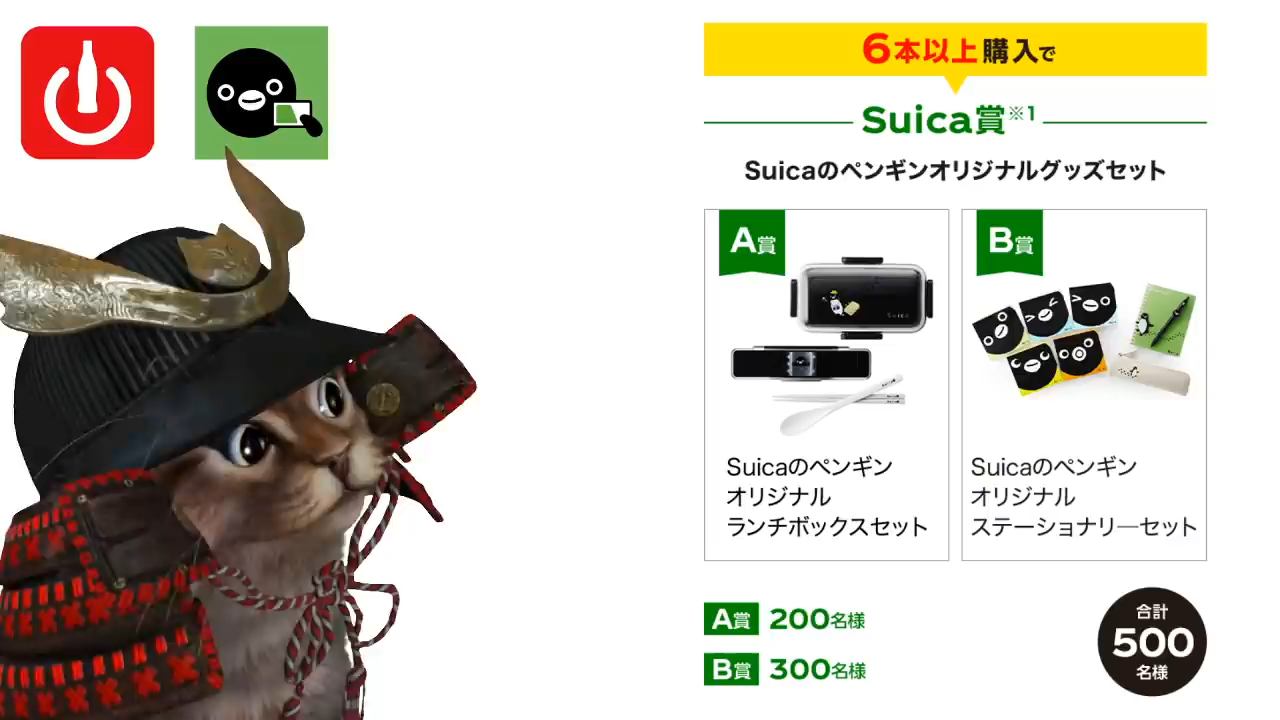 6本以上購入で
Suica賞※1
Suicaのペンギンオリジナルグッズセット
A賞
B賞
Suicaのペンギン
オリジナル
ランチボックスセット
Suicaのペンギン
オリジナル
ステーショナリーセット
A賞 200名様
B賞 300名様
合計
500
名様